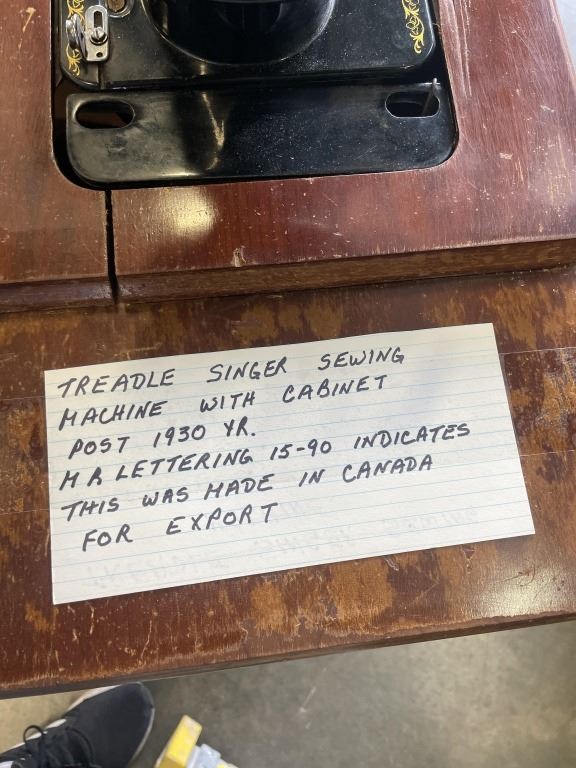 TREADLE SINGER SEWING
MACHINE WITH CABINET
POST 1930 YR.
M R LETTERING 15-90 INDICATES
THIS WAS MADE IN CANADA
FOR EXPORT